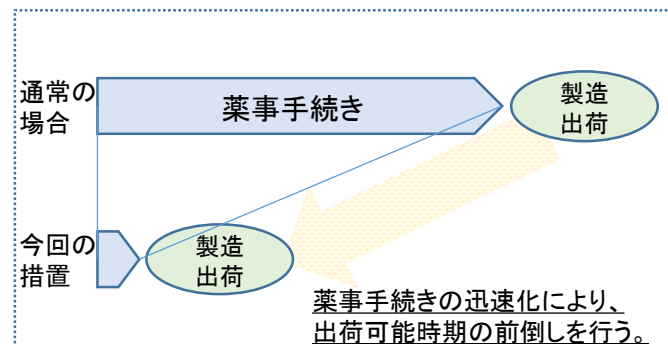 通常の
場合
薬事手続き
製造
出荷
今回の
措置
製造
出荷
薬事手続きの迅速化により、
出荷可能時期の前倒しを行う。